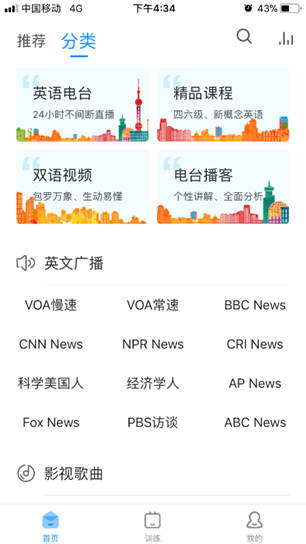 中国移动 4G 下午4:34 43%
推荐 分类
英语电台 精品课程
24小时不间断直播 四六级、新概念英语
双语视频 电台播客
包罗万象、生动易懂 个性讲解、全面分析
英文广播
VOA慢速 VOA常速 BBC News
CNN News NPR News CRI News
科学美国人 经济学人 AP News
Fox News PBS访谈 ABC News
影视歌曲
首页 训练 我的